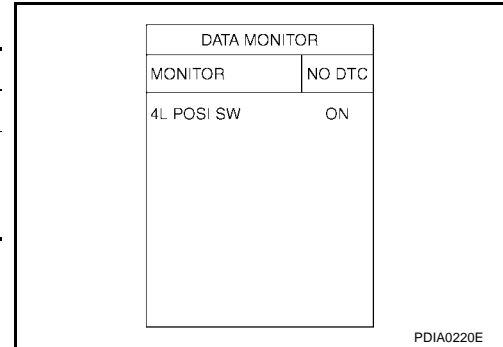 DATA MONITOR
MONITOR NO DTC
4L POSI SW ON
PDIA0220E